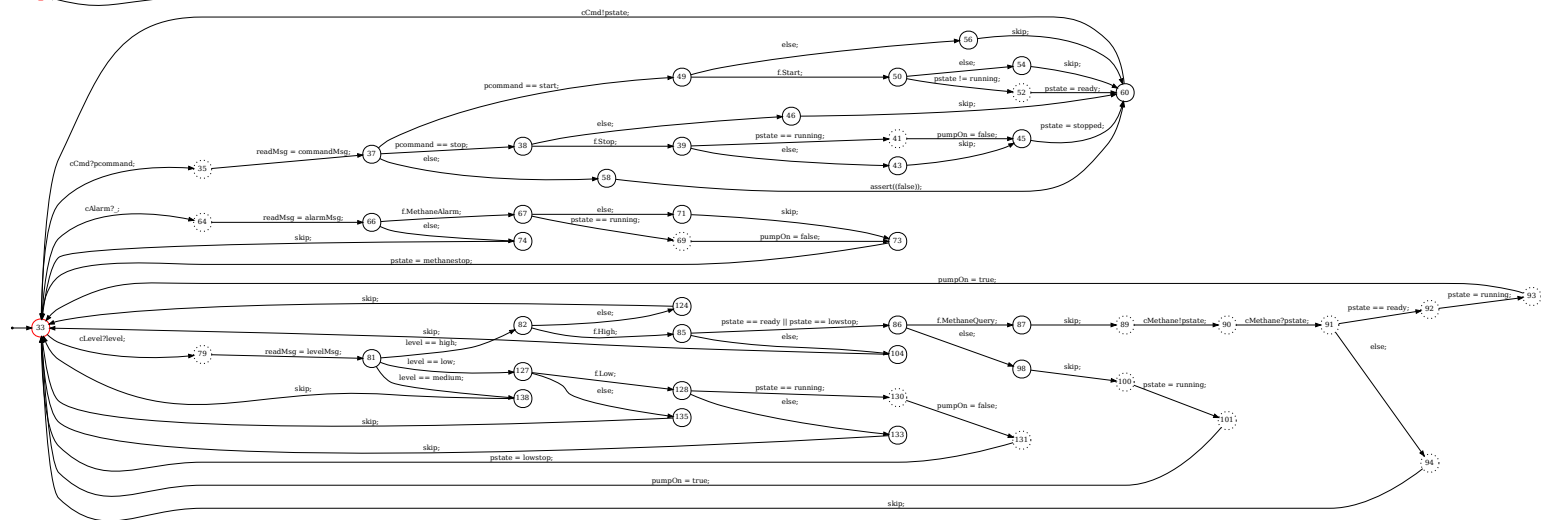 cCmd!pstate;
56
skip;
else;
49
f.Start;
50
else;
54
skip;
pstate != running;
52
pstate = ready;
60
pcommand == start;
46
skip;
else;
pstate = stopped;
cCmd?pcommand;
35
readMsg = commandMsg;
37
pcommand == stop;
38
f.Stop;
39
pstate == running;
41
pumpOn = false;
45
else;
43
skip;
else;
58
assert((false));
cAlarm?_;
64
readMsg = alarmMsg;
66
f.MethaneAlarm;
67
else;
71
skip;
pstate == running;
69
pumpOn = false;
73
else;
74
skip;
pstate = methanestop;
pumpOn = true;
93
pstate = running;
92
pstate == ready;
skip;
124
33
else;
82
f.High;
85
pstate == ready || pstate == lowstop;
86
f.MethaneQuery;
87
skip;
89
cMethane!pstate;
90
cMethane?pstate;
91
else;
skip;
cLevel?level;
level == high;
else;
104
else;
79
readMsg = levelMsg;
81
level == low;
127
f.Low;
98
skip;
100
pstate = running;
level == medium;
138
skip;
else;
128
pstate == running;
130
pumpOn = false;
else;
135
skip;
101
133
131
skip;
pstate = lowstop;
94
pumpOn = true;
skip;